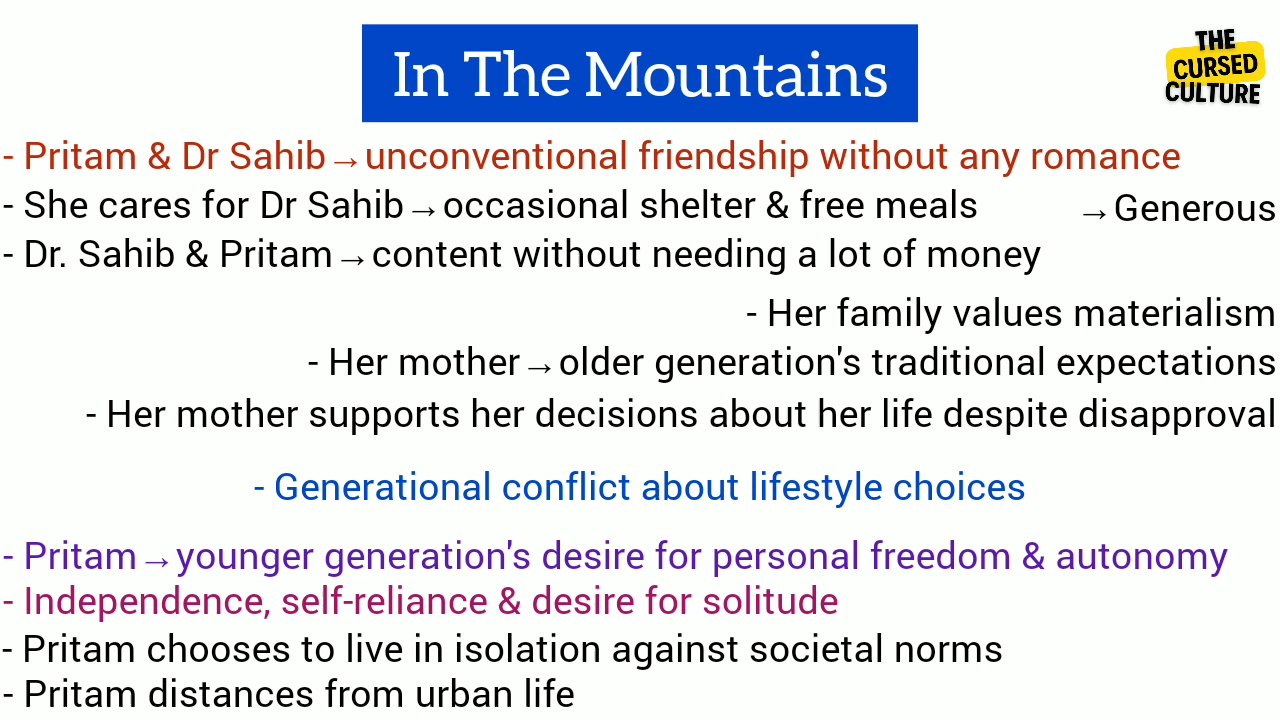 In The Mountains
THE
CURSED
CULTURE
- Pritam & Dr Sahib→unconventional friendship without any romance
- She cares for Dr Sahib→occasional shelter & free meals →Generous
- Dr. Sahib & Pritam→content without needing a lot of money
- Her family values materialism
- Her mother→older generation's traditional expectations
- Her mother supports her decisions about her life despite disapproval
- Generational conflict about lifestyle choices
- Pritam→younger generation's desire for personal freedom & autonomy
- Independence, self-reliance & desire for solitude
- Pritam chooses to live in isolation against societal norms
- Pritam distances from urban life